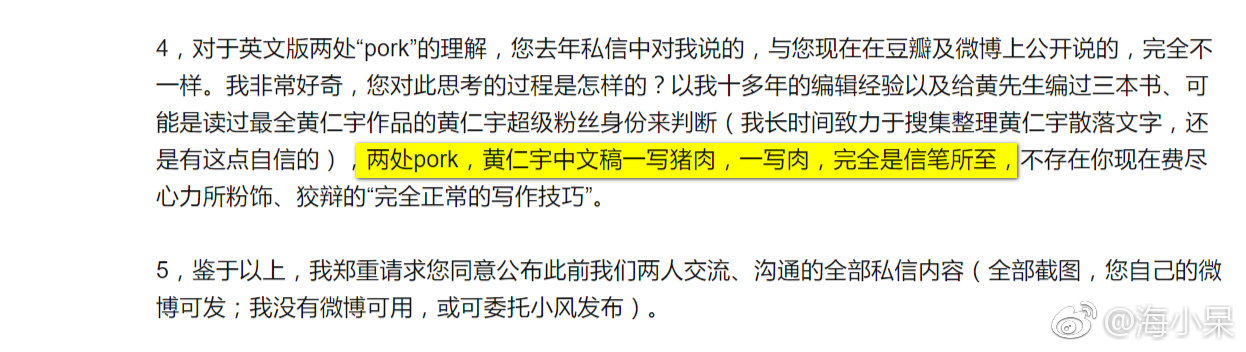 4，对于英文版两处“pork”的理解，您去年私信中对我说的，与您现在在豆瓣及微博上公开说的，完全不
一样。我非常好奇，您对此思考的过程是怎样的？以我十多年的编辑经验以及给黄先生编过三本书、可
能是读过最全黄仁宇作品的黄仁宇超级粉丝身份来判断（我长时间致力于搜集整理黄仁宇散落文字，还
是有这点自信的），两处pork，黄仁宇中文稿一写猪肉，一写肉，完全是信笔所至，不存在你现在费尽
心力所粉饰、狡辩的“完全正常的写作技巧”。
5，鉴于以上，我郑重请求您同意公布此前我们两人交流、沟通的全部私信内容（全部截图，您自己的微
博可发；我没有微博可用，或可委托小风发布）。
@海小杲